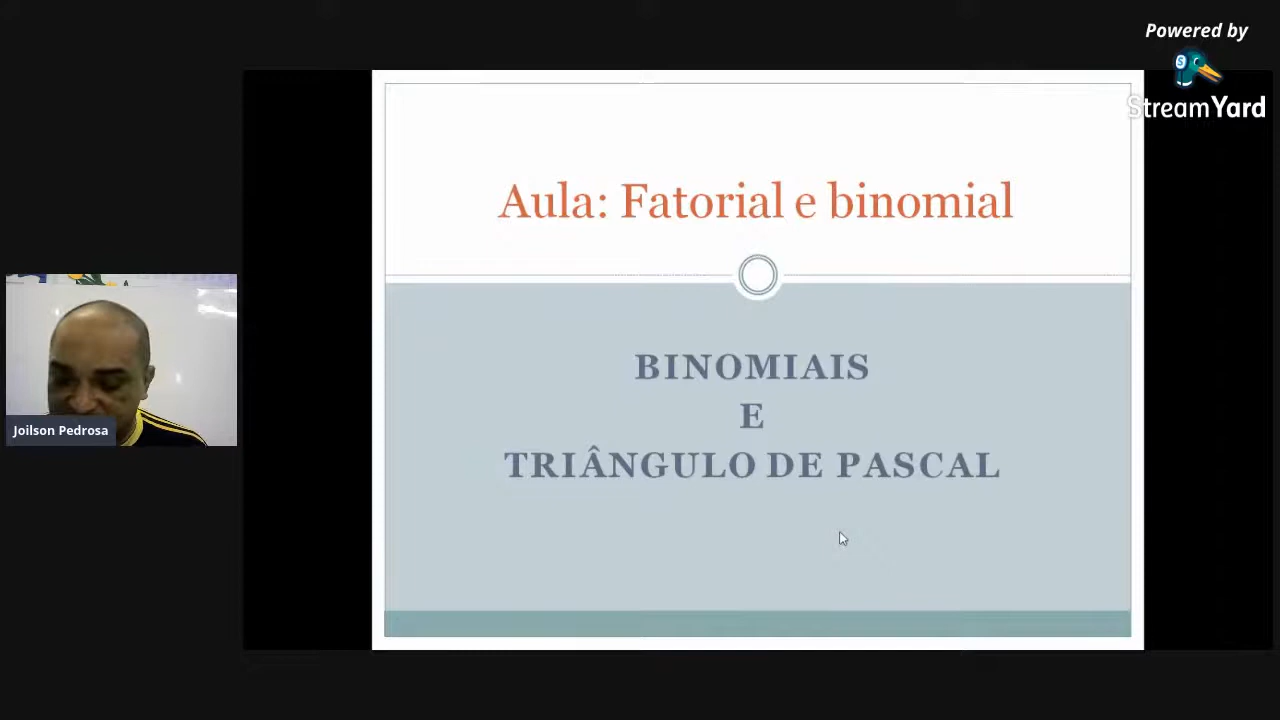 Powered by
StreamYard
Aula: Fatorial e binomial
BINOMIAIS
E
TRIÂNGULO DE PASCAL
Joilson Pedrosa